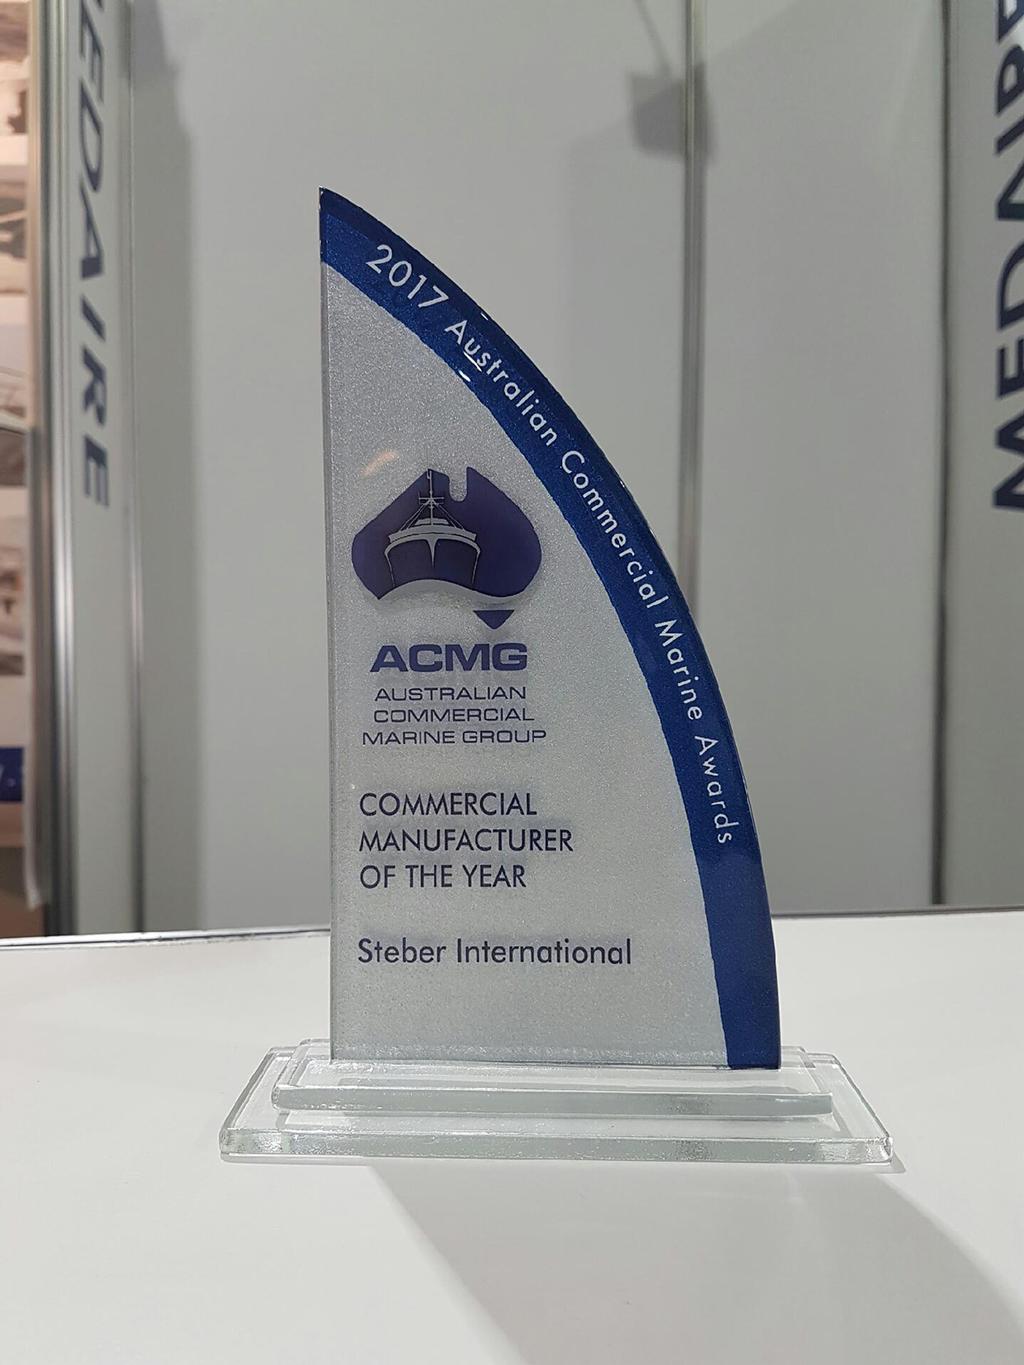 2017 Australian Commercial Marine Awards
ACMG
AUSTRALIAN
COMMERCIAL
MARINE GROUP
COMMERCIAL
MANUFACTURER
OF THE YEAR
Steber International
MEDAIRE